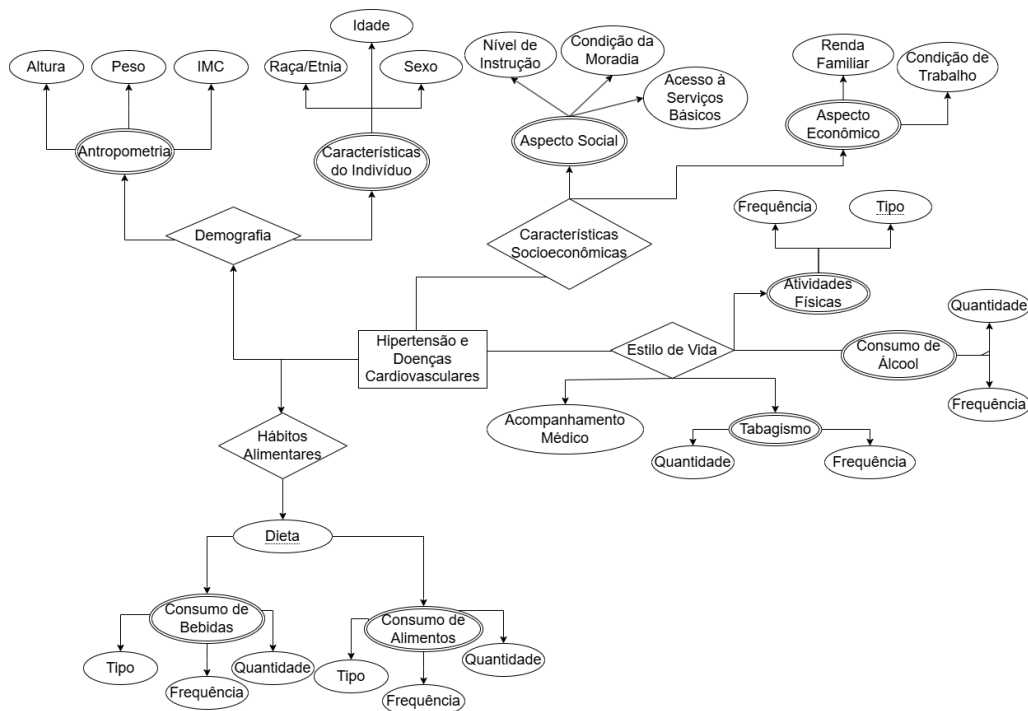 Idade
Altura
Peso
IMC
Raça/Etnia
Sexo
Antropometria
Características
do Indivíduo
Demografia
Nível de
Instrução
Condição da
Moradia
Acesso à
Serviços
Básicos
Aspecto Social
Renda
Familiar
Condição de
Trabalho
Aspecto
Econômico
Características
Socioeconômicas
Frequência
Tipo
Atividades
Físicas
Quantidade
Consumo de
Álcool
Frequência
Hipertensão e
Doenças
Cardiovasculares
Estilo de Vida
Acompanhamento
Médico
Tabagismo
Quantidade
Frequência
Hábitos
Alimentares
Dieta
Consumo de
Bebidas
Tipo
Frequência
Quantidade
Consumo de
Alimentos
Tipo
Frequência
Quantidade